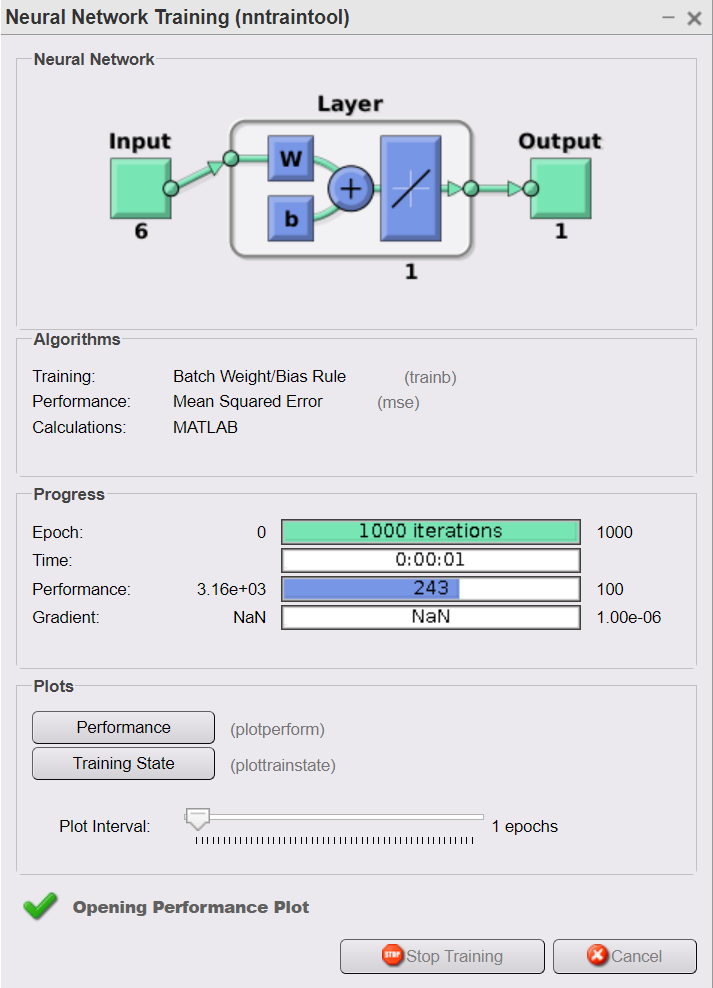 Neural Network Training (nntraintool)
Neural Network
Layer
Input
Output
W
b
6
1
1
Algorithms
Training: Batch Weight/Bias Rule (trainb)
Performance: Mean Squared Error (mse)
Calculations: MATLAB
Progress
Epoch: 0 1000 iterations 1000
Time: 0:00:01
Performance: 3.16e+03 243 100
Gradient: NaN NaN 1.00e-06
Plots
Performance (plotperform)
Training State (plottrainstate)
Plot Interval: 1 epochs
Opening Performance Plot
STOP Stop Training Cancel